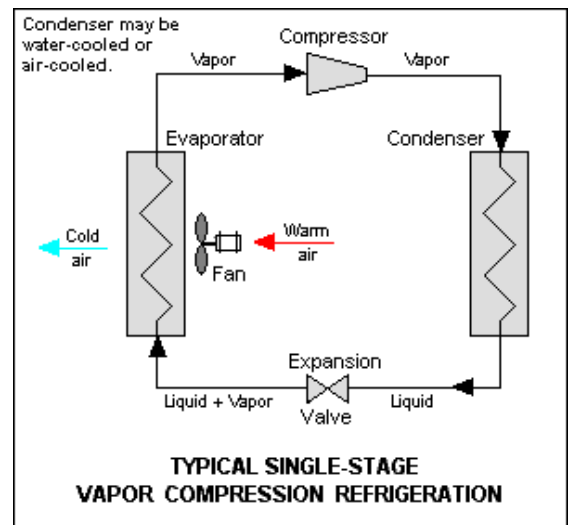 Condenser may be
water-cooled or
air-cooled.
Compressor
Vapor
Vapor
Evaporator
Condenser
Cold
air
Warm
air
Fan
Expansion
Valve
Liquid + Vapor
Liquid
TYPICAL SINGLE-STAGE
VAPOR COMPRESSION REFRIGERATION